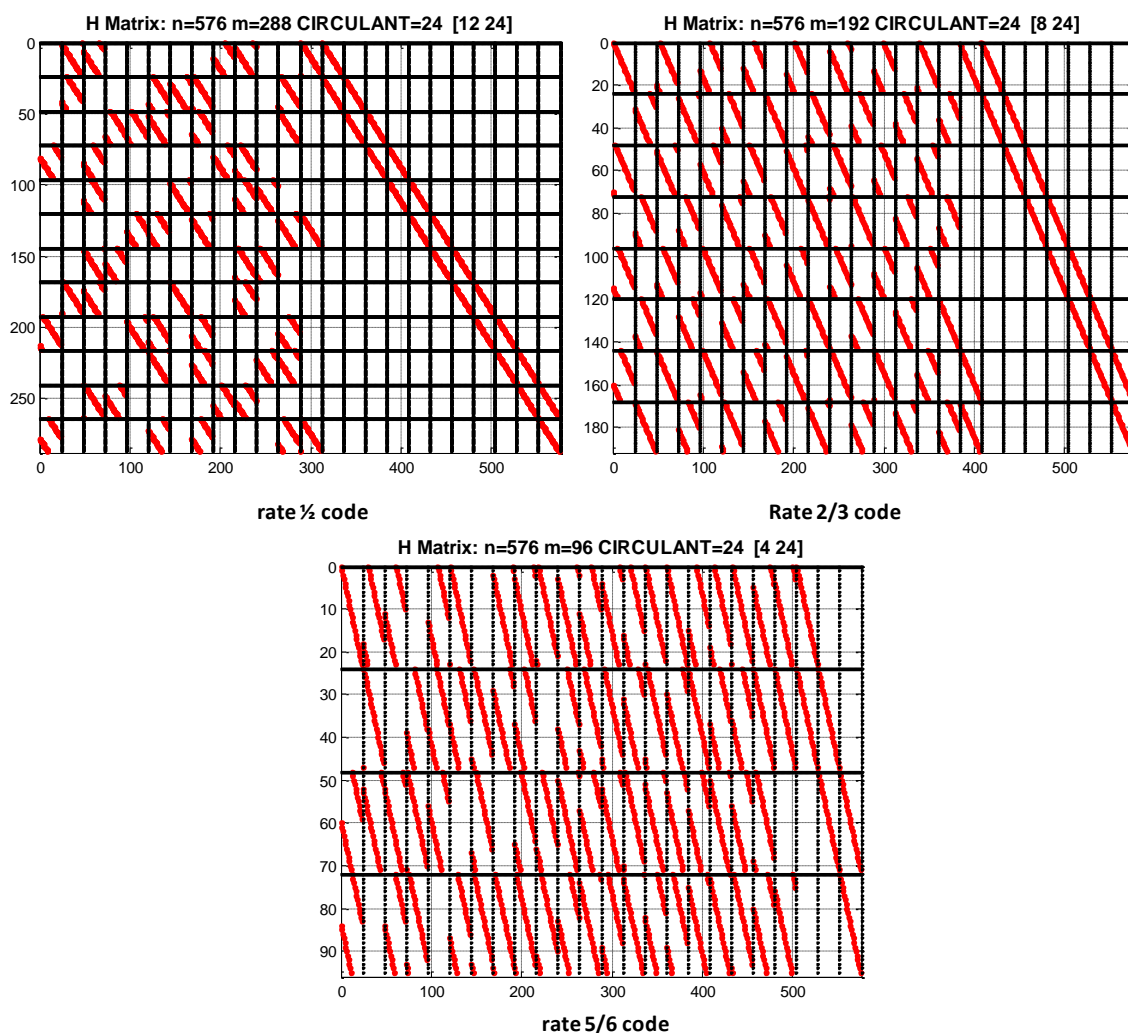 H Matrix: n=576 m=288 CIRCULANT=24 [12 24]
0
50
100
150
200
250
0 100 200 300 400 500
rate ½ code
H Matrix: n=576 m=192 CIRCULANT=24 [8 24]
0
20
40
60
80
100
120
140
160
180
0 100 200 300 400 500
Rate 2/3 code
H Matrix: n=576 m=96 CIRCULANT=24 [4 24]
0
10
20
30
40
50
60
70
80
90
0 100 200 300 400 500
rate 5/6 code